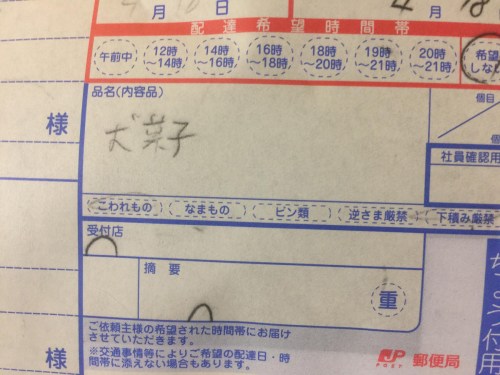 月 日
4 月 18
配達希望時間帯
午前中
12時～14時
14時～16時
16時～18時
18時～20時
19時～21時
20時～21時
希望しな
様
品名(内容品)
犬菓子
個目
個
社員確認用
こわれもの なまもの ビン類 逆さま厳禁 下積み厳禁
受付店
摘要
重
ご依頼主様の希望された時間帯にお届け
させていただきます。
※交通事情等によりご希望の配達日・時
間帯に添えない場合もあります。
様
JP POST 郵便局